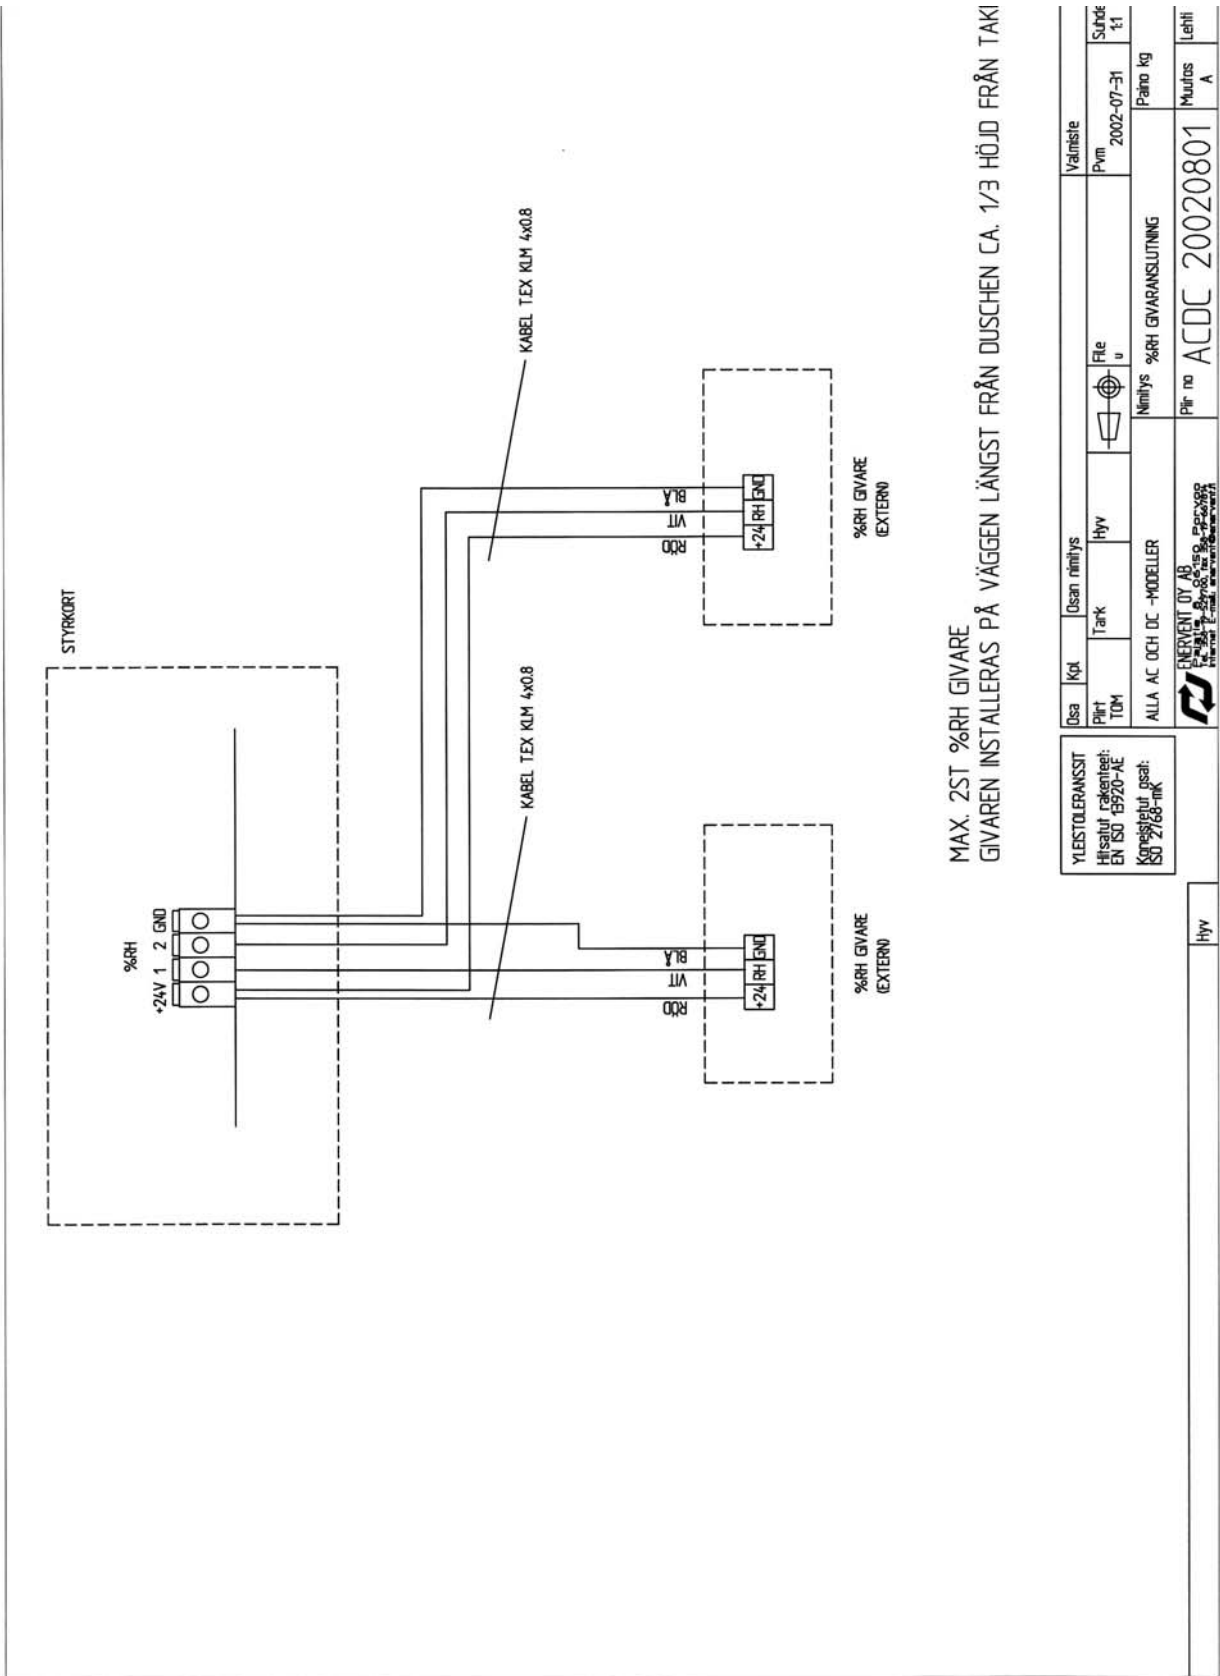 STYRKORT
%RH
+24V 1 2 GND
KABEL T.EX KLM 4x0.8
KABEL T.EX KLM 4x0.8
RÖD
VIT
BLÅ
RÖD
VIT
BLÅ
+24 RH GND
+24 RH GND
%RH GIVARE
(EXTERN)
%RH GIVARE
(EXTERN)
MAX. 2ST %RH GIVARE
GIVAREN INSTALLERAS PÅ VÄGGEN LÄNGST FRÅN DUSCHEN CA. 1/3 HÖJD FRÅN TAK
YLEISTOLERANSSIT
Hitsatut rakenteet:
EN ISO 13920-AE
Koneistetut osat:
ISO 2768-mK
Osa Kpl Osan nimitys Valmiste
Piirt Tark Hyv File Pvm Suhde
TOM u 2002-07-31 1:1
ALLA AC OCH DC -MODELLER
Nimitys %RH GIVARANSLUTNING
Paino kg
ENERVENT OY AB
Piir no ACDC 20020801
Muutos Lehti
A
Hyv